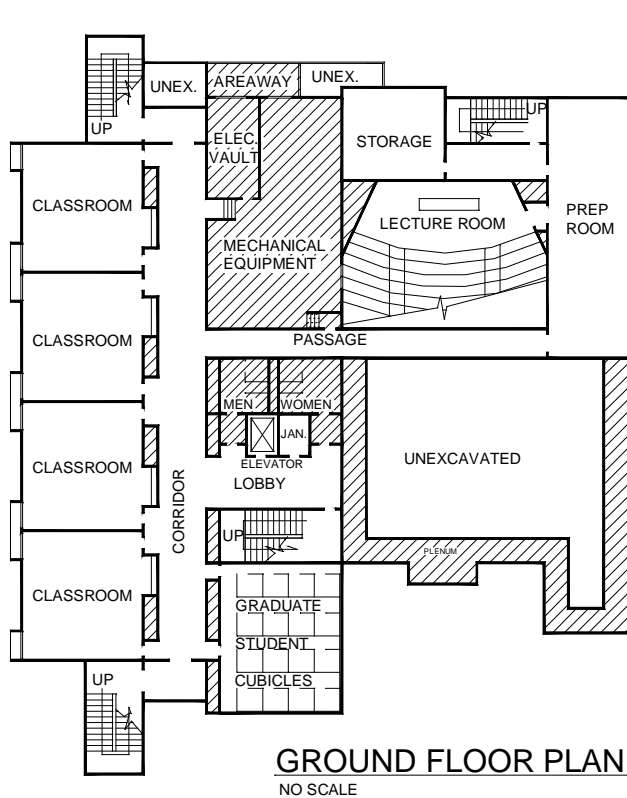 UNEX.
AREAWAY
UNEX.
UP
UP
ELEC.
VAULT
STORAGE
CLASSROOM
LECTURE ROOM
PREP
ROOM
MECHANICAL
EQUIPMENT
CLASSROOM
PASSAGE
MEN
WOMEN
JAN.
ELEVATOR
CLASSROOM
UNEXCAVATED
LOBBY
CORRIDOR
UP
PLENUM
CLASSROOM
GRADUATE
STUDENT
CUBICLES
UP
GROUND FLOOR PLAN
NO SCALE